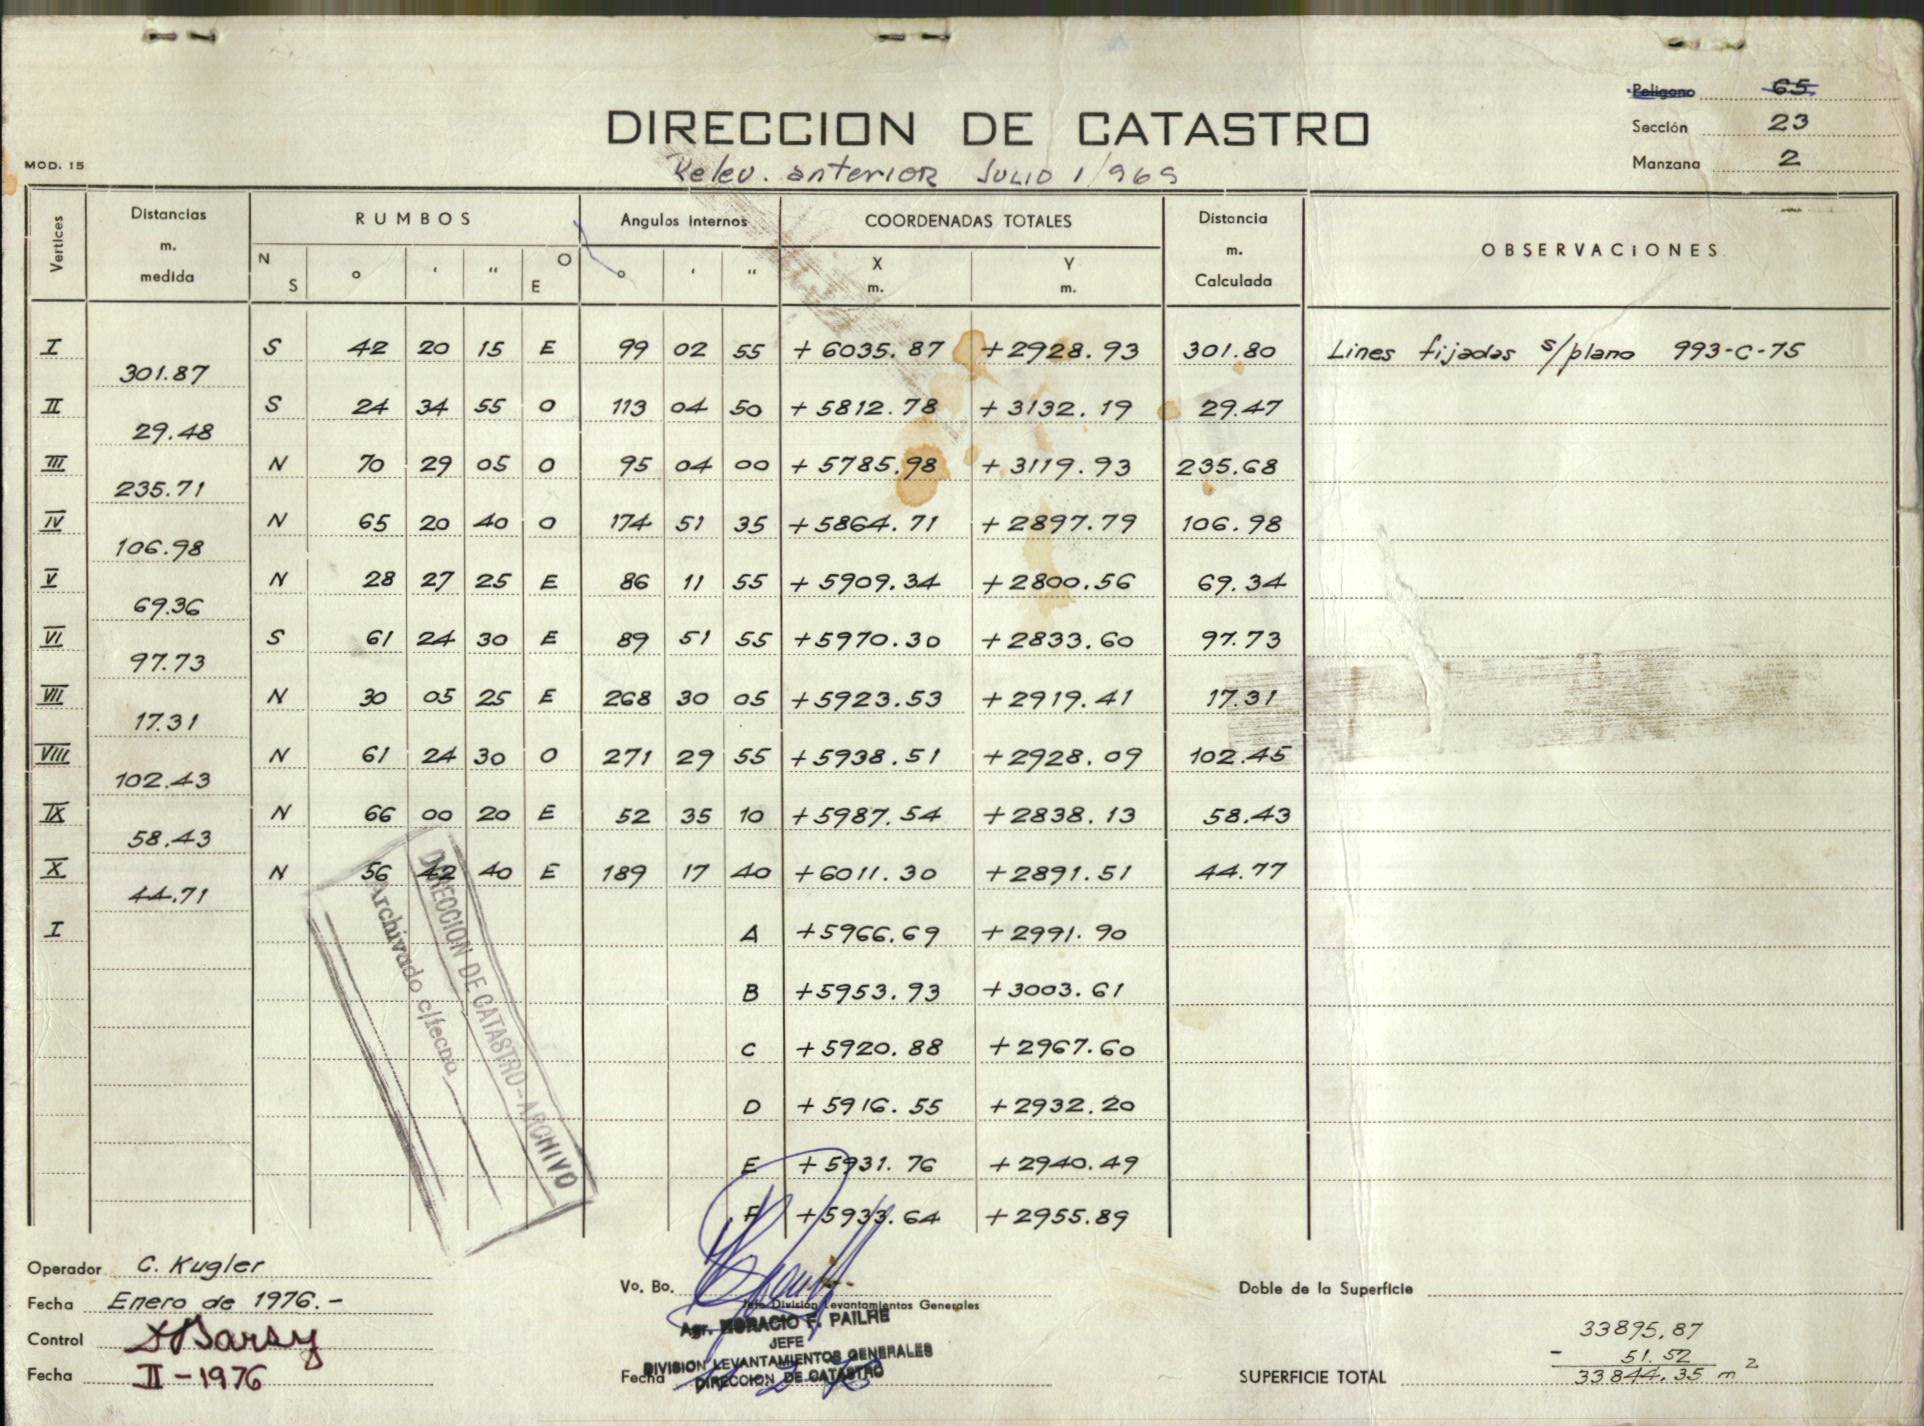 Poligono 65
DIRECCION DE CATASTRO
Sección 23
MOD. 15
Manzana 2
Relev. anterior JULIO 1/969
Vertices
Distancias m. medida
RUMBOS
N S ° ' " O E
Angulos Internos
° ' "
COORDENADAS TOTALES
X m. Y m.
Distancia m. Calculada
OBSERVACIONES
I S 42 20 15 E 99 02 55 + 6035.87 + 2928.93 301.80 Lines fijadas s/plano 993-C-75
301.87
II S 24 34 55 O 113 04 50 + 5812.78 + 3132.19 29.47
29.48
III N 70 29 05 O 95 04 00 + 5785.98 + 3119.93 235.68
235.71
IV N 65 20 40 O 174 51 35 +5864.71 +2897.79 106.98
106.98
V N 28 27 25 E 86 11 55 +5909.34 +2800.56 69.34
69.36
VI S 61 24 30 E 89 51 55 +5970.30 +2833.60 97.73
97.73
VII N 30 05 25 E 268 30 05 +5923.53 +2919.41 17.31
17.31
VIII N 61 24 30 O 271 29 55 +5938.51 +2928.09 102.45
102.43
IX N 66 00 20 E 52 35 10 +5987.54 +2838.13 58.43
58.43
X N 56 42 40 E 189 17 40 +6011.30 +2891.51 44.77
44.71
I A +5966.69 +2991.90
B +5953.93 +3003.61
C +5920.88 +2967.60
D +5916.55 +2932.20
E +5931.76 +2940.49
F +5933.64 +2955.89
DIRECCION DE CATASTRO-ARCHIVO
Archivado c/fecha
Operador C. Kugler
Fecha Enero de 1976.-
Control
Fecha II-1976
Vo. Bo.
Jefe División Levantamientos Generales
Agr. HORACIO F. PAILHE
JEFE
DIVISION LEVANTAMIENTOS GENERALES
DIRECCION DE CATASTRO
Fecha
Doble de la Superficie
33895,87
- 51.52
SUPERFICIE TOTAL 33844.35 m2